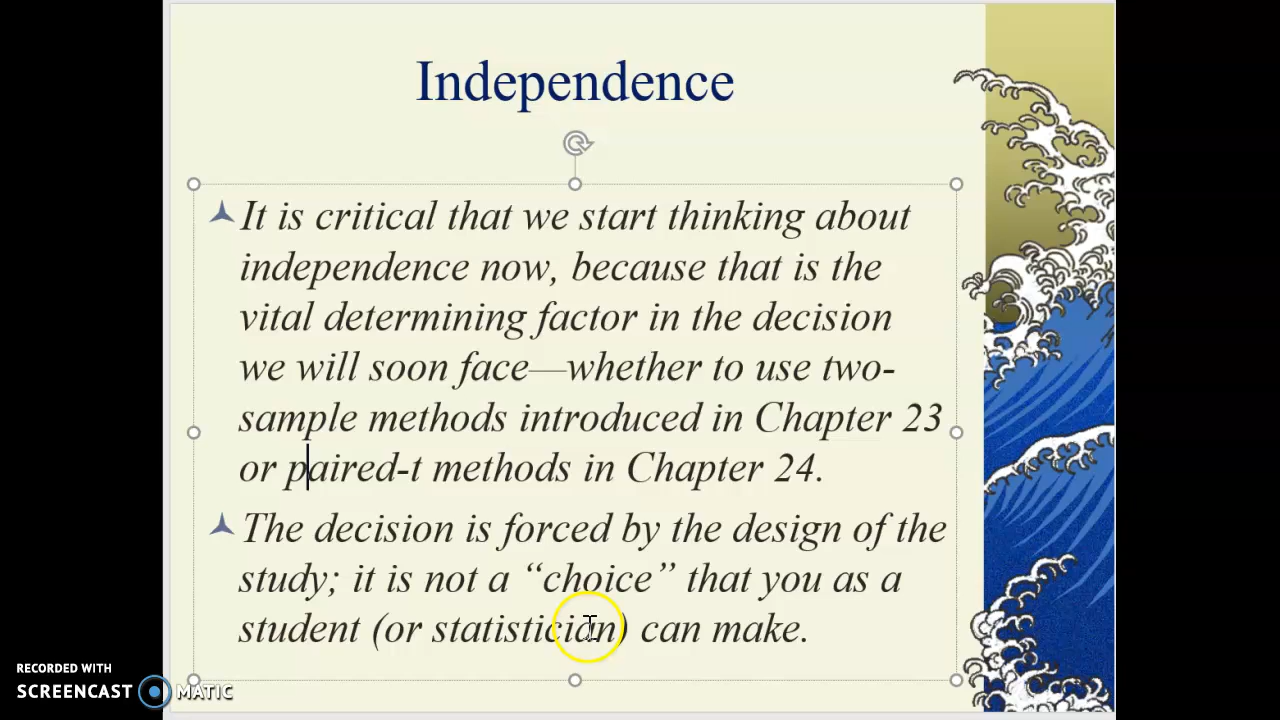 Independence
It is critical that we start thinking about
independence now, because that is the
vital determining factor in the decision
we will soon face—whether to use two-
sample methods introduced in Chapter 23
or paired-t methods in Chapter 24.
The decision is forced by the design of the
study; it is not a “choice” that you as a
student (or statistician) can make.
RECORDED WITH
SCREENCAST MATIC